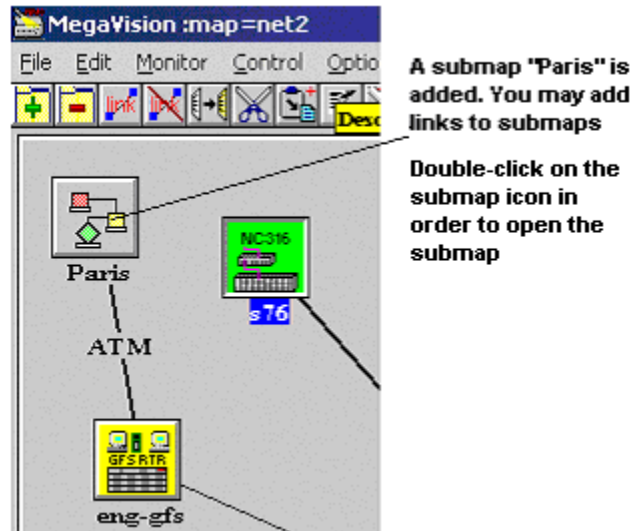 MegaVision :map=net2
File Edit Monitor Control Optio
link link
Desc
A submap "Paris" is
added. You may add
links to submaps
Double-click on the
submap icon in
order to open the
submap
Paris
NC316
s76
ATM
GFS RTR
eng-gfs